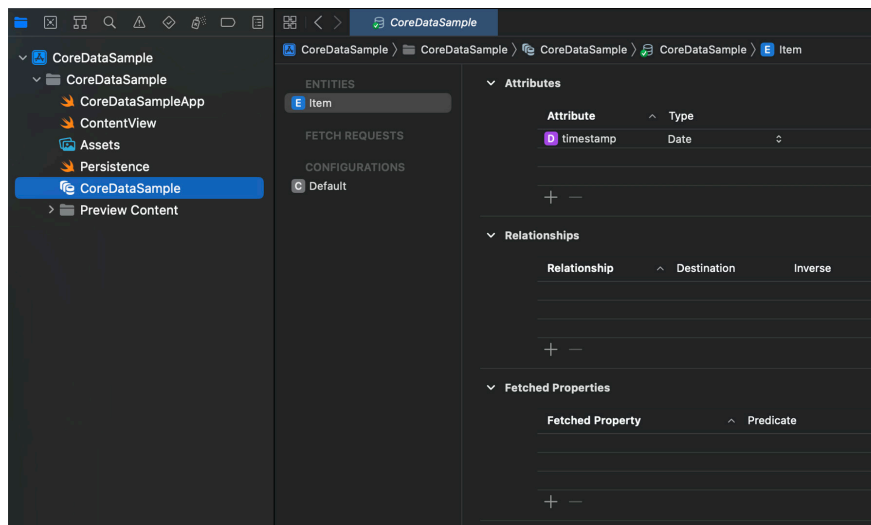 CoreDataSample
CoreDataSample
CoreDataSampleApp
ContentView
Assets
Persistence
CoreDataSample
Preview Content
CoreDataSample
CoreDataSample 〉 CoreDataSample 〉 CoreDataSample 〉 CoreDataSample 〉 E Item
ENTITIES
E Item
FETCH REQUESTS
CONFIGURATIONS
C Default
Attributes
Attribute Type
D timestamp Date
Relationships
Relationship Destination Inverse
Fetched Properties
Fetched Property Predicate